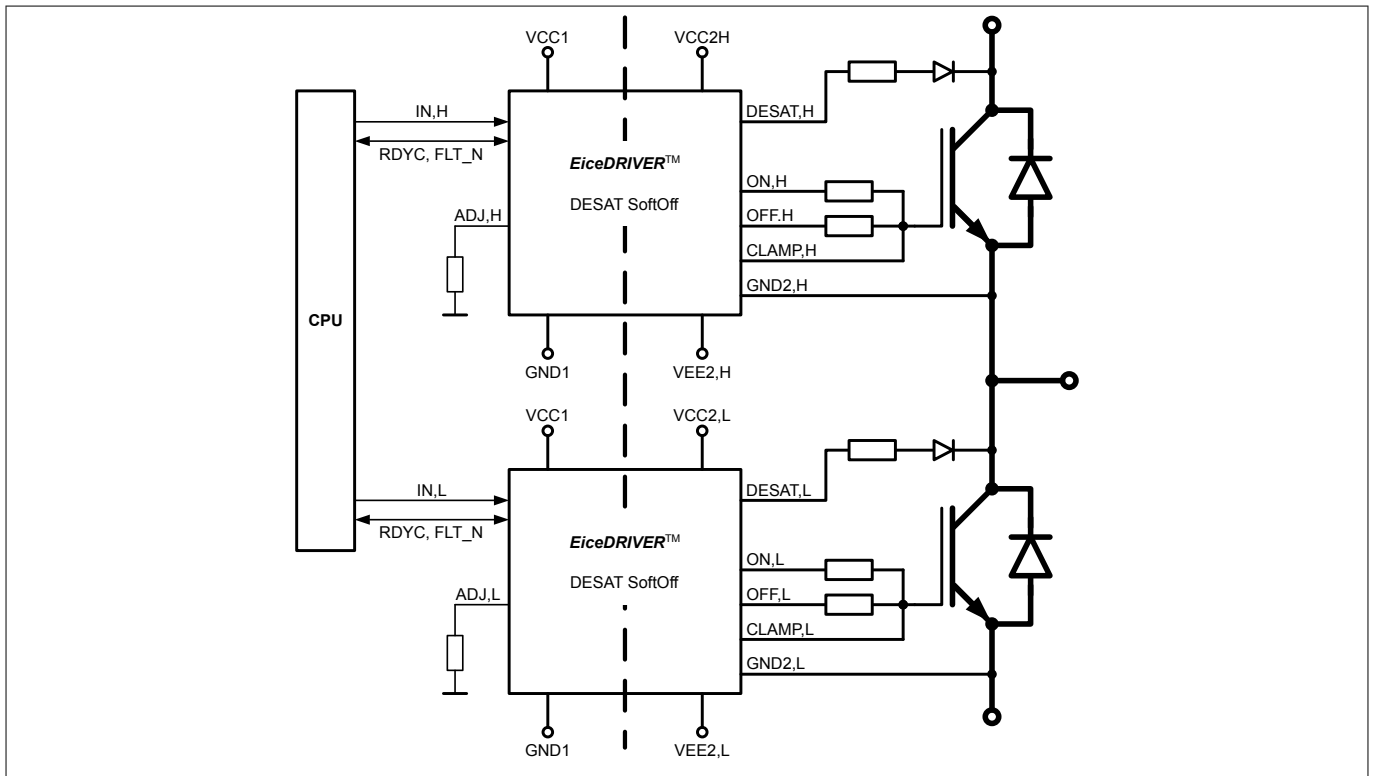 VCC1
VCC2H
IN,H
RDYC, FLT_N
ADJ,H
EiceDRIVER™
DESAT SoftOff
DESAT,H
ON,H
OFF.H
CLAMP,H
GND2,H
CPU
GND1
VEE2,H
VCC1
VCC2,L
IN,L
RDYC, FLT_N
ADJ,L
EiceDRIVER™
DESAT SoftOff
DESAT,L
ON,L
OFF,L
CLAMP,L
GND2,L
GND1
VEE2,L